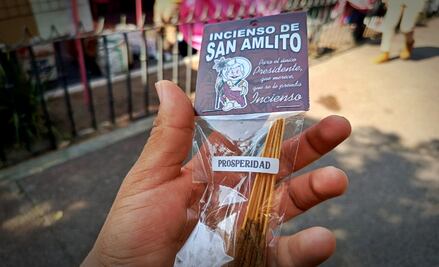 INCIENSO DE
SAN AMLITO
Para el único
Presidente,
que merece,
que se le prenda
Incienso
PROSPERIDAD